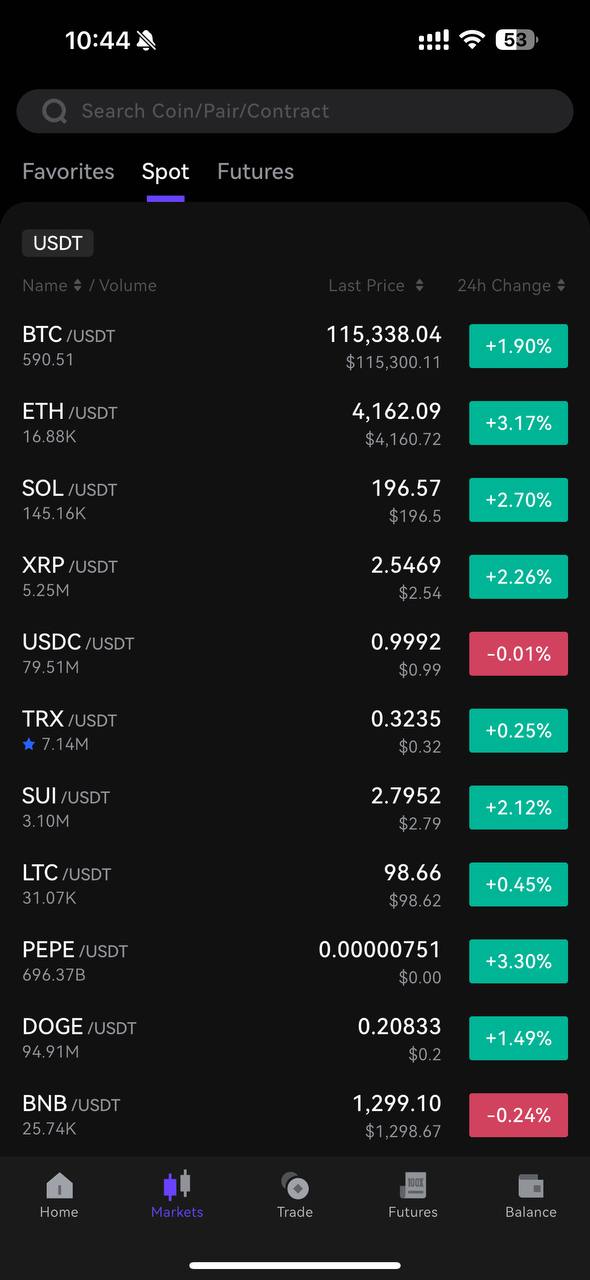 10:44 53
Search Coin/Pair/Contract
Favorites Spot Futures
USDT
Name / Volume Last Price 24h Change
BTC /USDT 115,338.04 +1.90%
590.51 $115,300.11
ETH /USDT 4,162.09 +3.17%
16.88K $4,160.72
SOL /USDT 196.57 +2.70%
145.16K $196.5
XRP /USDT 2.5469 +2.26%
5.25M $2.54
USDC /USDT 0.9992 -0.01%
79.51M $0.99
TRX /USDT 0.3235 +0.25%
7.14M $0.32
SUI /USDT 2.7952 +2.12%
3.10M $2.79
LTC /USDT 98.66 +0.45%
31.07K $98.62
PEPE /USDT 0.00000751 +3.30%
696.37B $0.00
DOGE /USDT 0.20833 +1.49%
94.91M $0.2
BNB /USDT 1,299.10 -0.24%
25.74K $1,298.67
100X
Home Markets Trade Futures Balance